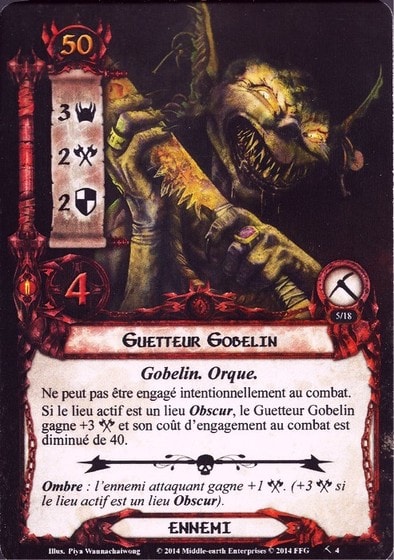 50
3
2
2
4
5/18
Guetteur Gobelin
Gobelin. Orque.
Ne peut pas être engagé intentionnellement au combat.
Si le lieu actif est un lieu Obscur, le Guetteur Gobelin
gagne +3 et son coût d'engagement au combat est
diminué de 40.
Ombre : l'ennemi attaquant gagne +1 . (+3 si
le lieu actif est un lieu Obscur).
ENNEMI
Illus. Piya Wannachaiwong © 2014 Middle-earth Enterprises © 2014 FFG 4